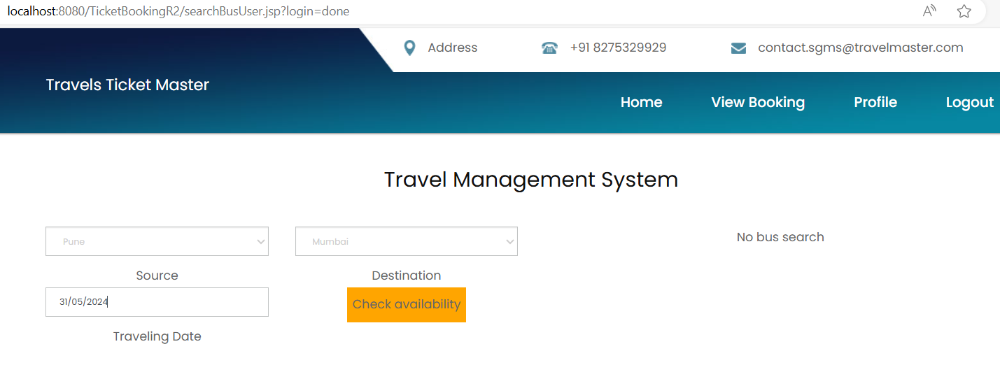 localhost:8080/TicketBookingR2/searchBusUser.jsp?login=done
Address
+91 8275329929
contact.sgms@travelmaster.com
Travels Ticket Master
Home
View Booking
Profile
Logout
Travel Management System
Pune
Mumbai
No bus search
Source
Destination
31/05/2024
Check availability
Traveling Date